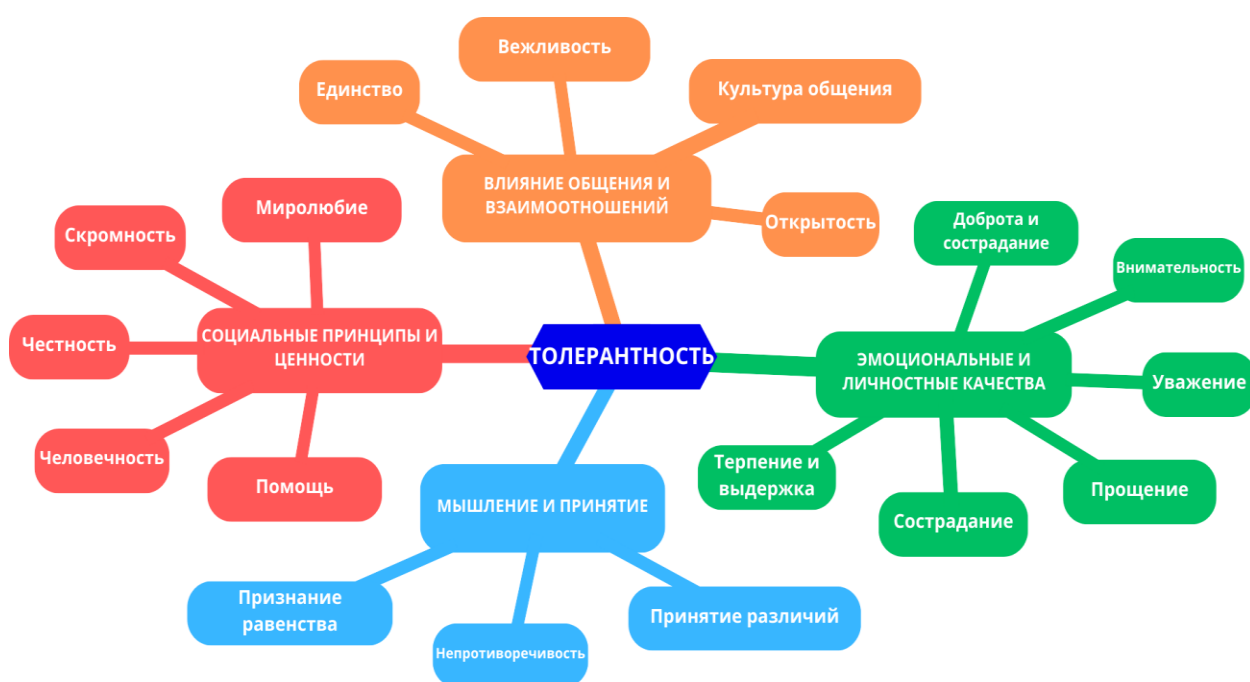 Вежливость
Единство
Культура общения
ВЛИЯНИЕ ОБЩЕНИЯ И
ВЗАИМООТНОШЕНИЙ
Открытость
Миролюбие
Скромность
Честность
СОЦИАЛЬНЫЕ ПРИНЦИПЫ И
ЦЕННОСТИ
Человечность
Помощь
ТОЛЕРАНТНОСТЬ
Доброта и
сострадание
Внимательность
ЭМОЦИОНАЛЬНЫЕ И
ЛИЧНОСТНЫЕ КАЧЕСТВА
Уважение
Прощение
Сострадание
Терпение и
выдержка
МЫШЛЕНИЕ И ПРИНЯТИЕ
Признание
равенства
Непротиворечивость
Принятие различий